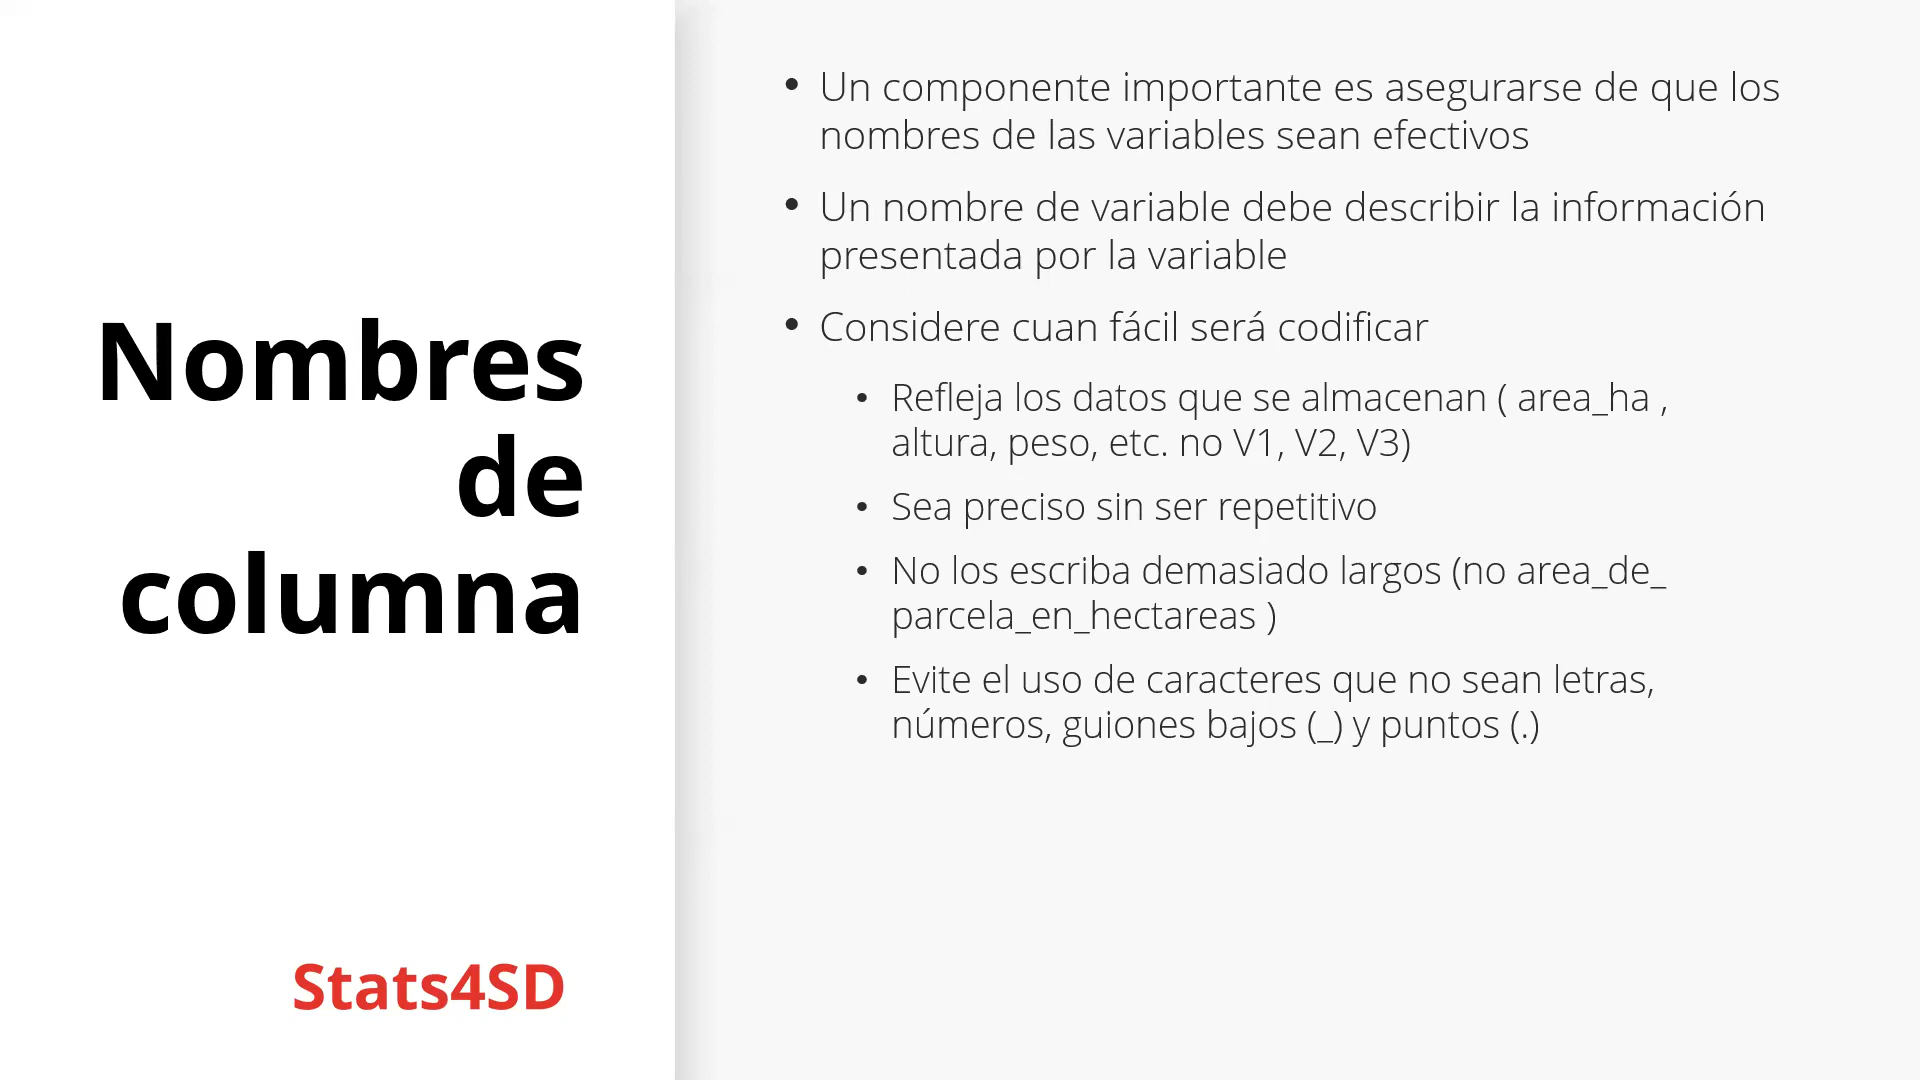 Nombres
de
columna
Stats4SD
• Un componente importante es asegurarse de que los
nombres de las variables sean efectivos
• Un nombre de variable debe describir la información
presentada por la variable
• Considere cuan fácil será codificar
• Refleja los datos que se almacenan ( area_ha ,
altura, peso, etc. no V1, V2, V3)
• Sea preciso sin ser repetitivo
• No los escriba demasiado largos (no area_de_
parcela_en_hectareas )
• Evite el uso de caracteres que no sean letras,
números, guiones bajos (_) y puntos (.)